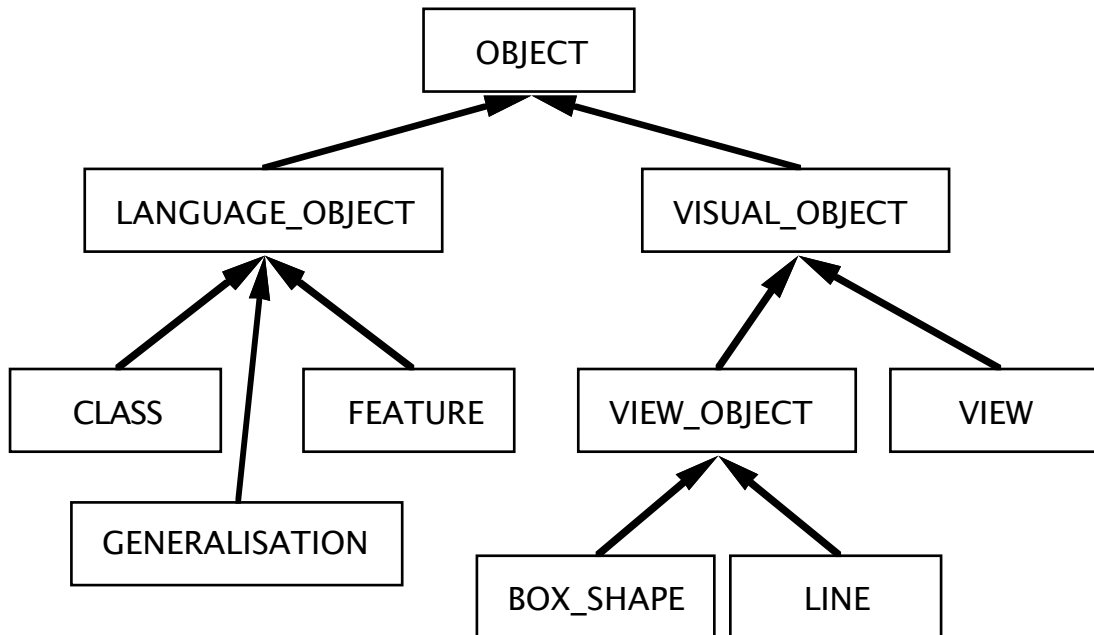 OBJECT
LANGUAGE_OBJECT
VISUAL_OBJECT
CLASS
FEATURE
VIEW_OBJECT
VIEW
GENERALISATION
BOX_SHAPE
LINE